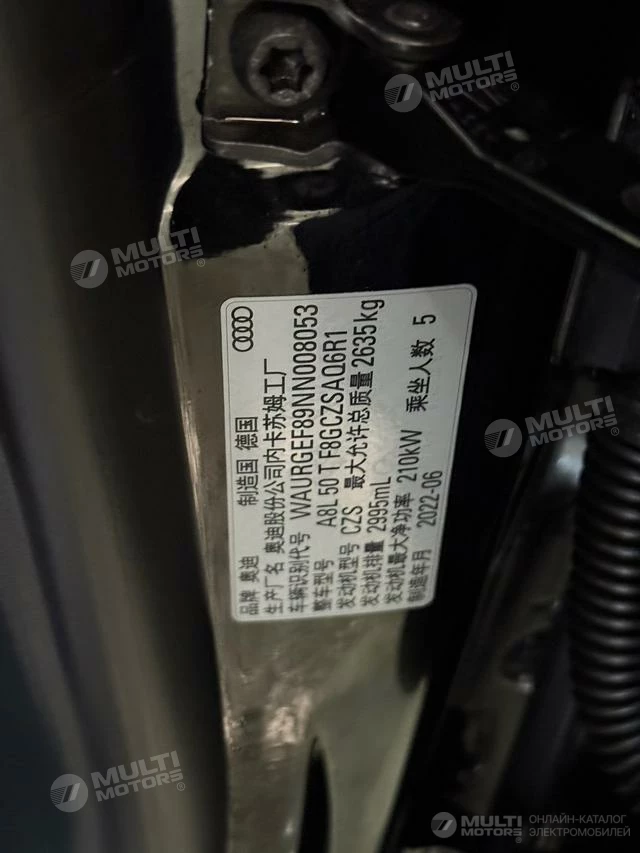 品牌 奥迪 制造国 德国
生产厂名 奥迪股份公司内卡苏姆工厂
车辆识别代号 WAURGEF89NN008053
整车型号 A8L 50 T F8GCZSAQ6R1
发动机型号 CZS 最大允许总质量 2635kg
发动机排量 2995mL
发动机最大净功率 210kW 乘坐人数 5
制造年月 2022-06
MULTI
MOTORS®
MULTI
MOTORS®
MULTI
MOTORS®
MULTI
MOTORS®
ОНЛАЙН-КАТАЛОГ
ЭЛЕКТРОМОБИЛЕЙ